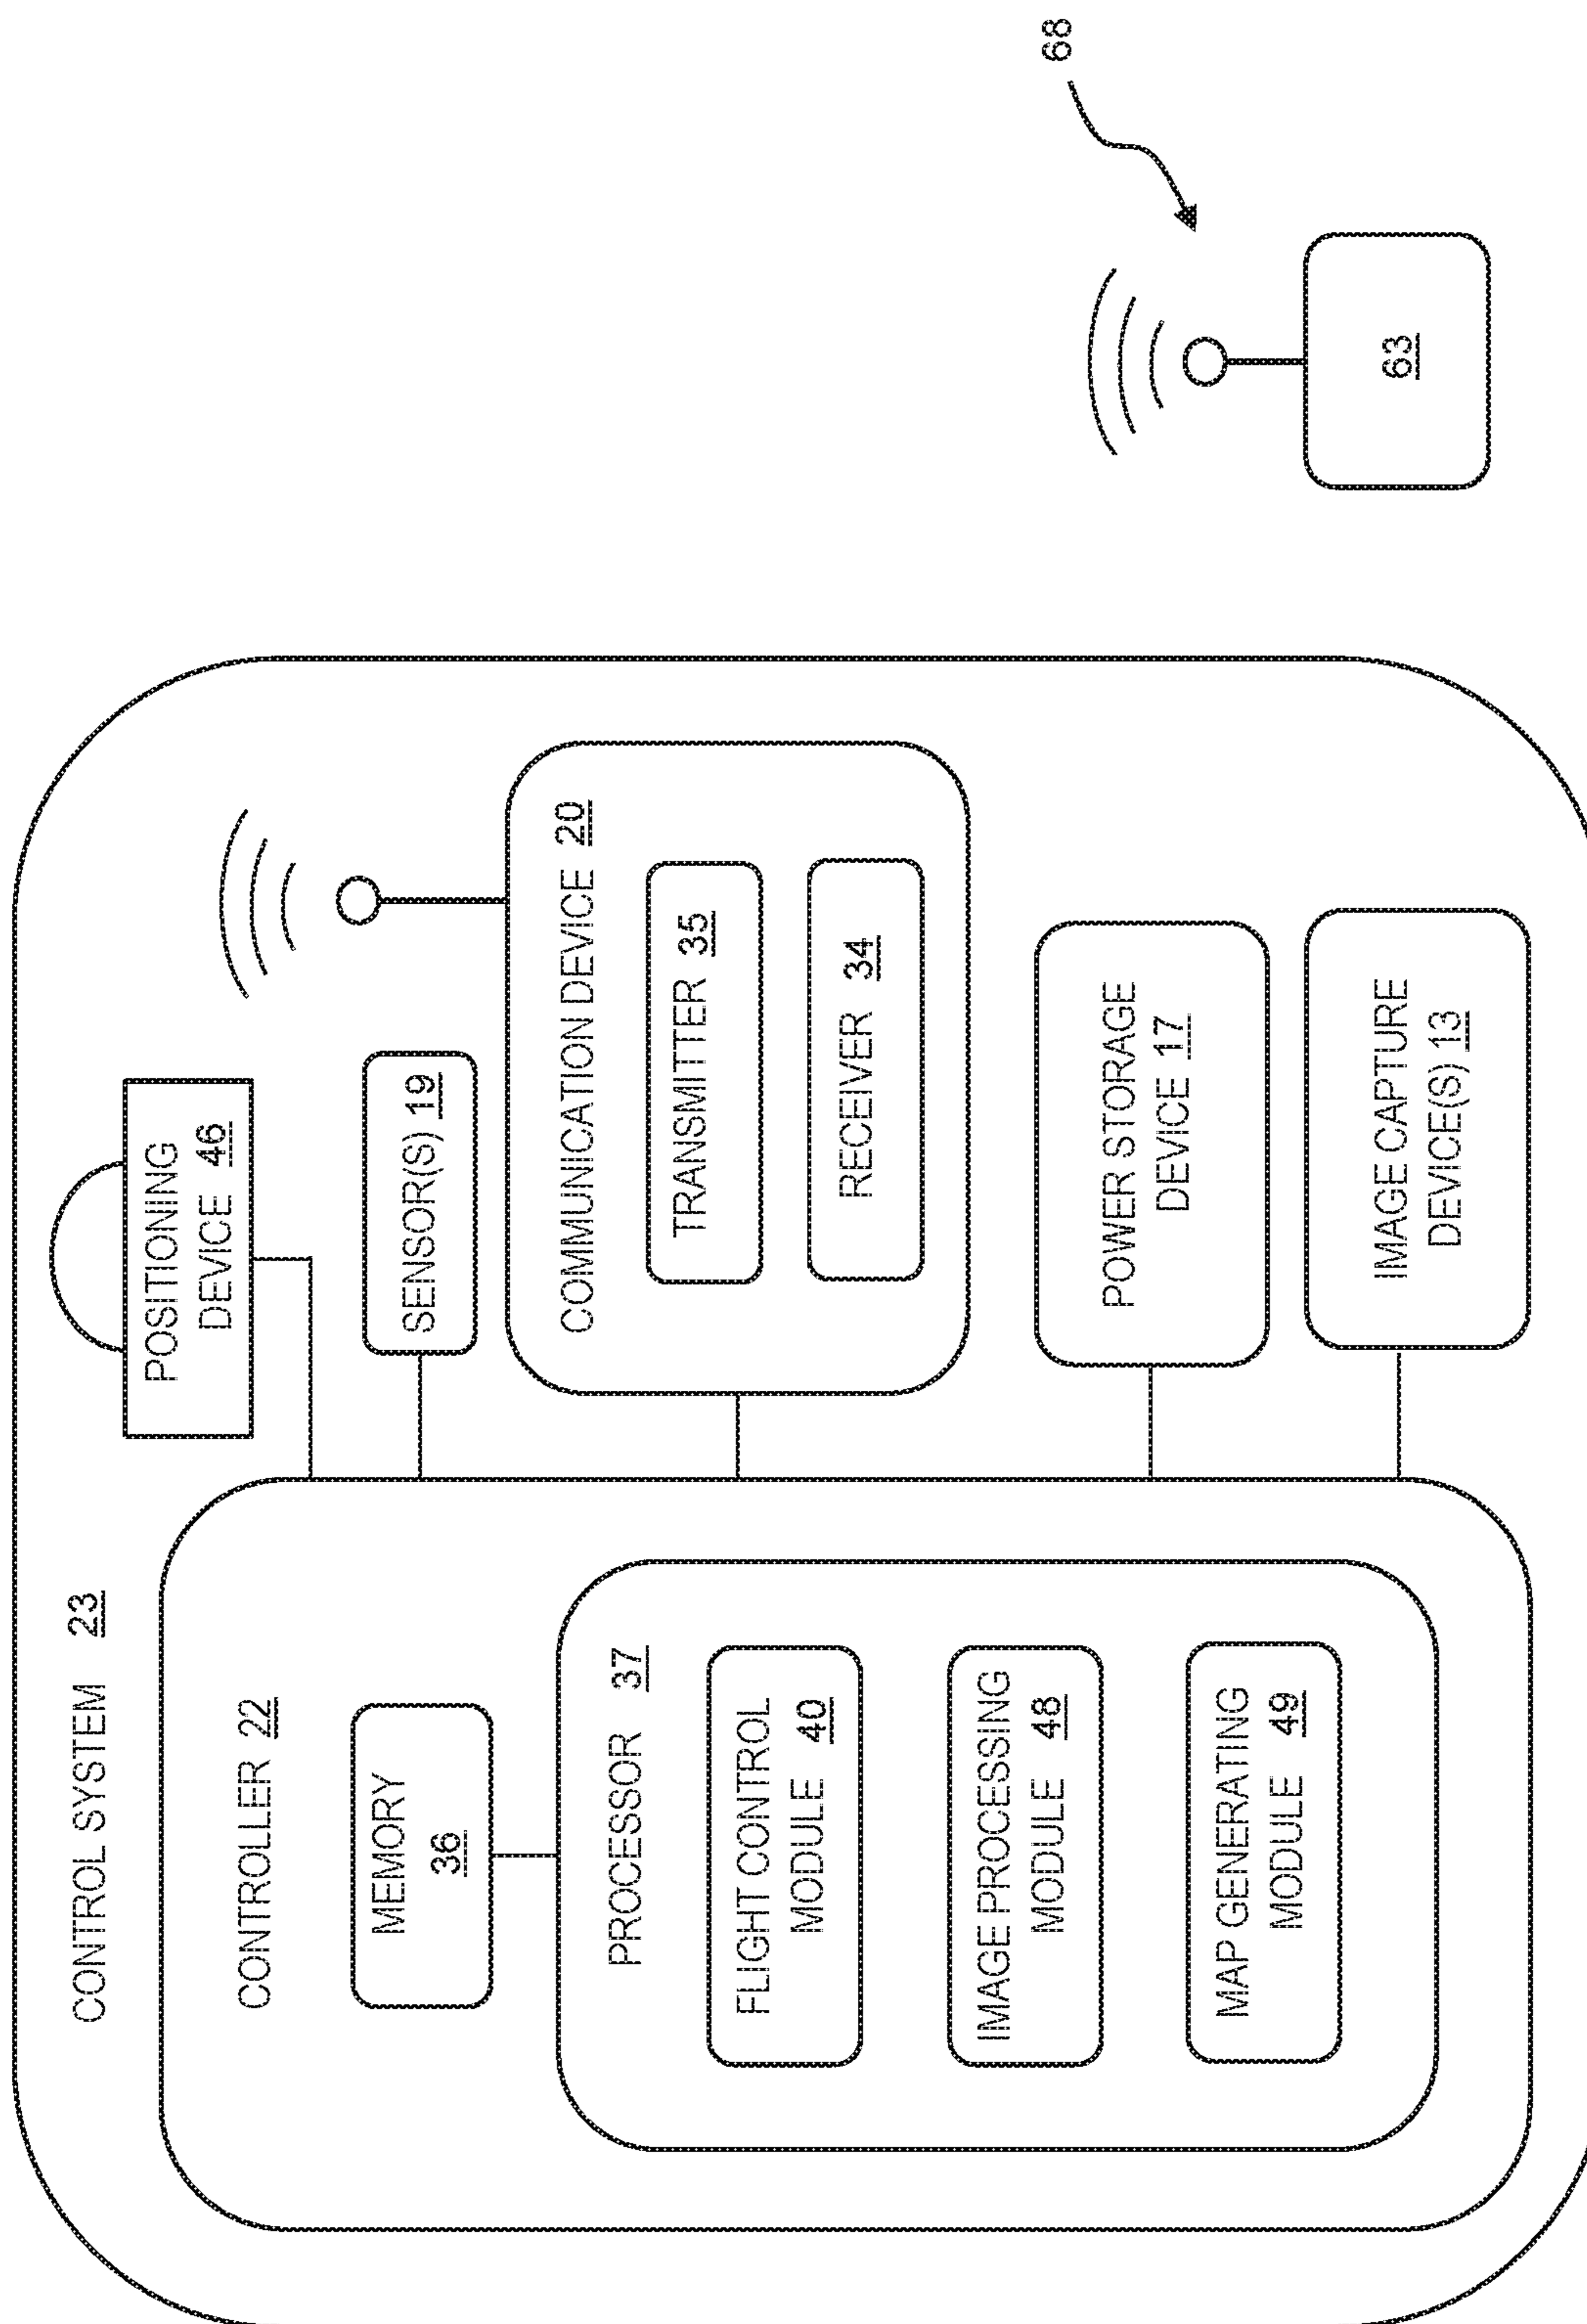 CONTROL SYSTEM 23
CONTROLLER 22
MEMORY
36
PROCESSOR 37
FLIGHT CONTROL
MODULE 40
IMAGE PROCESSING
MODULE 48
MAP GENERATING
MODULE 49
POSITIONING
DEVICE 46
SENSOR(S) 19
COMMUNICATION DEVICE 20
TRANSMITTER 35
RECEIVER 34
POWER STORAGE
DEVICE 17
IMAGE CAPTURE
DEVICE(S) 13
68
63